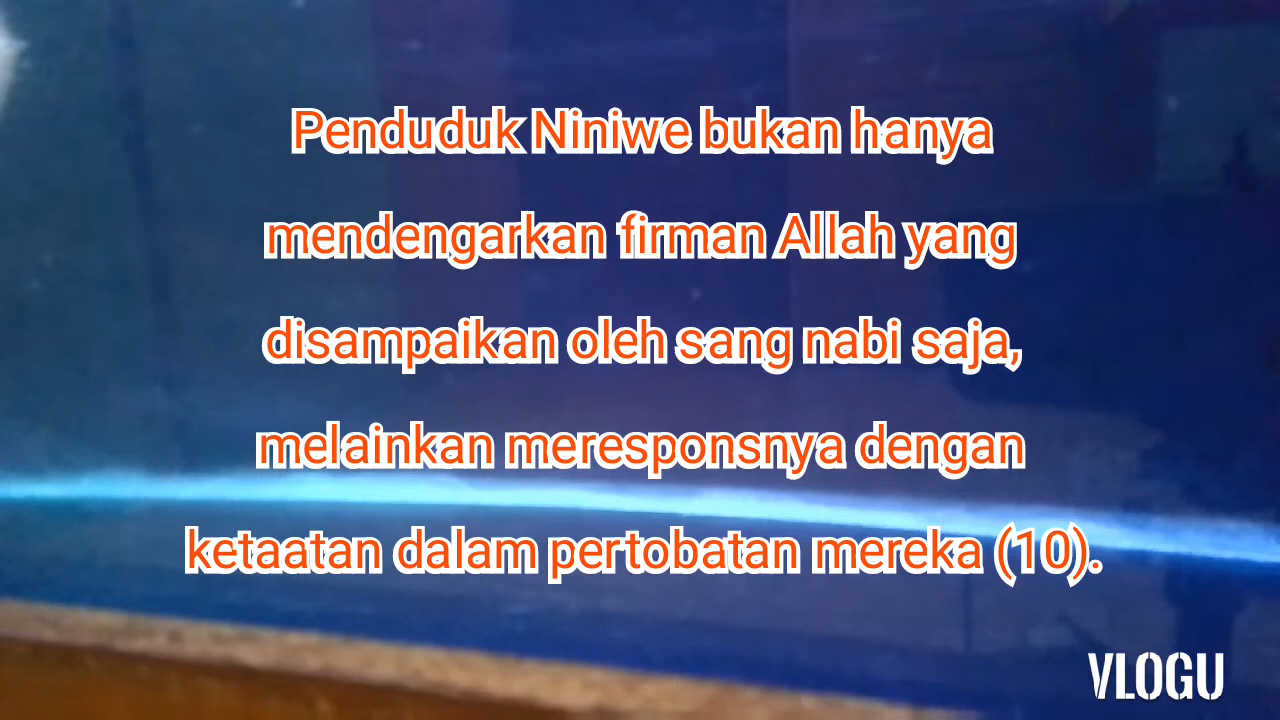 Penduduk Niniwe bukan hanya
mendengarkan firman Allah yang
disampaikan oleh sang nabi saja,
melainkan meresponsnya dengan
ketaatan dalam pertobatan mereka (10).
VLOGU